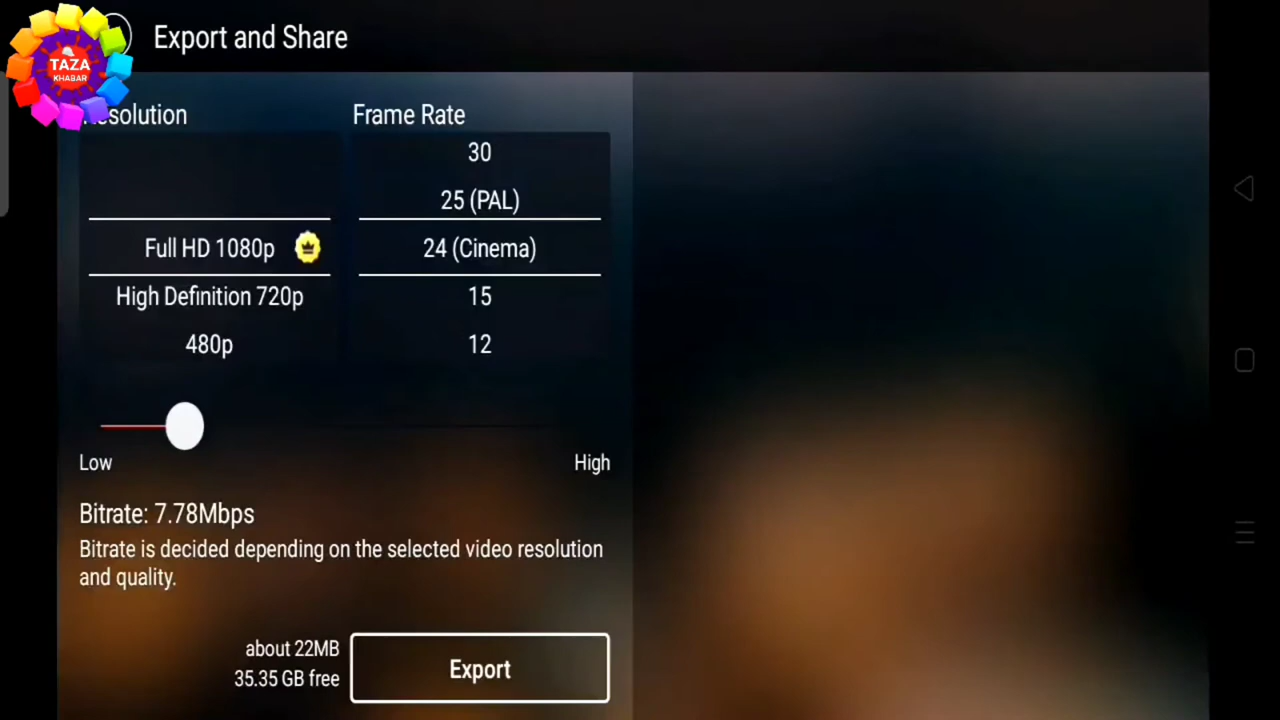 TAZA
KHABAR
Export and Share
Resolution
Full HD 1080p
High Definition 720p
480p
Frame Rate
30
25 (PAL)
24 (Cinema)
15
12
Low
High
Bitrate: 7.78Mbps
Bitrate is decided depending on the selected video resolution
and quality.
about 22MB
35.35 GB free
Export